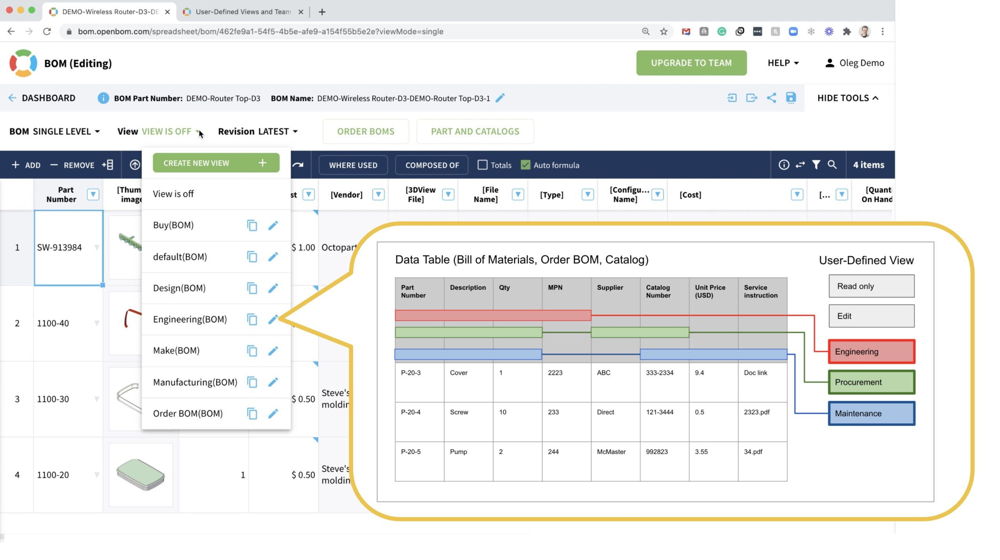 DEMO-Wireless Router-D3-DE
User-Defined Views and Team
bom.openbom.com/spreadsheet/bom/462fe9a1-54f5-4b5e-afe9-a154f55b5e2e?viewMode=single
BOM (Editing)
UPGRADE TO TEAM
HELP
Oleg Demo
DASHBOARD
BOM Part Number: DEMO-Router Top-D3
BOM Name: DEMO-Wireless Router-D3-DEMO-Router Top-D3-1
HIDE TOOLS
BOM SINGLE LEVEL
View VIEW IS OFF
Revision LATEST
ORDER BOMS
PART AND CATALOGS
ADD
REMOVE
WHERE USED
COMPOSED OF
Totals
Auto formula
4 items
CREATE NEW VIEW +
View is off
Buy(BOM)
default(BOM)
Design(BOM)
Engineering(BOM)
Make(BOM)
Manufacturing(BOM)
Order BOM(BOM)
Part
Number
[Thum
image
st
[Vendor]
[3DView
File]
[File
Name]
[Type]
[Configu...
Name]
[Cost]
[...
[Quanti
On Hand
1
SW-913984
$ 1.00
Octopart
2
1100-40
3
1100-30
$ 0.50
Steve's
moldin
4
1100-20
1
$ 0.50
Steve's
moldin
Data Table (Bill of Materials, Order BOM, Catalog)
User-Defined View
Part
Number
Description
Qty
MPN
Supplier
Catalog
Number
Unit Price
(USD)
Service
instruction
P-20-3
Cover
1
2223
ABC
333-2334
9.4
Doc link
P-20-4
Screw
10
233
Direct
121-3444
0.5
2323.pdf
P-20-5
Pump
2
244
McMaster
992823
3.55
34.pdf
Read only
Edit
Engineering
Procurement
Maintenance